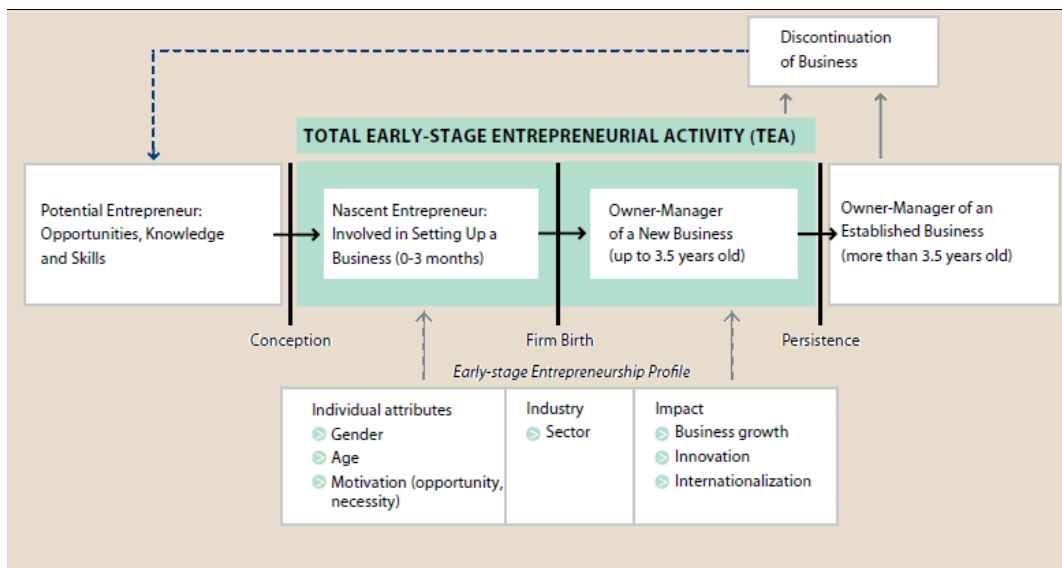 Discontinuation
of Business
TOTAL EARLY-STAGE ENTREPRENEURIAL ACTIVITY (TEA)
Potential Entrepreneur:
Opportunities, Knowledge
and Skills
Nascent Entrepreneur:
Involved in Setting Up a
Business (0-3 months)
Owner-Manager
of a New Business
(up to 3.5 years old)
Owner-Manager of an
Established Business
(more than 3.5 years old)
Conception
Firm Birth
Persistence
Early-stage Entrepreneurship Profile
Individual attributes
Gender
Age
Motivation (opportunity,
necessity)
Industry
Sector
Impact
Business growth
Innovation
Internationalization